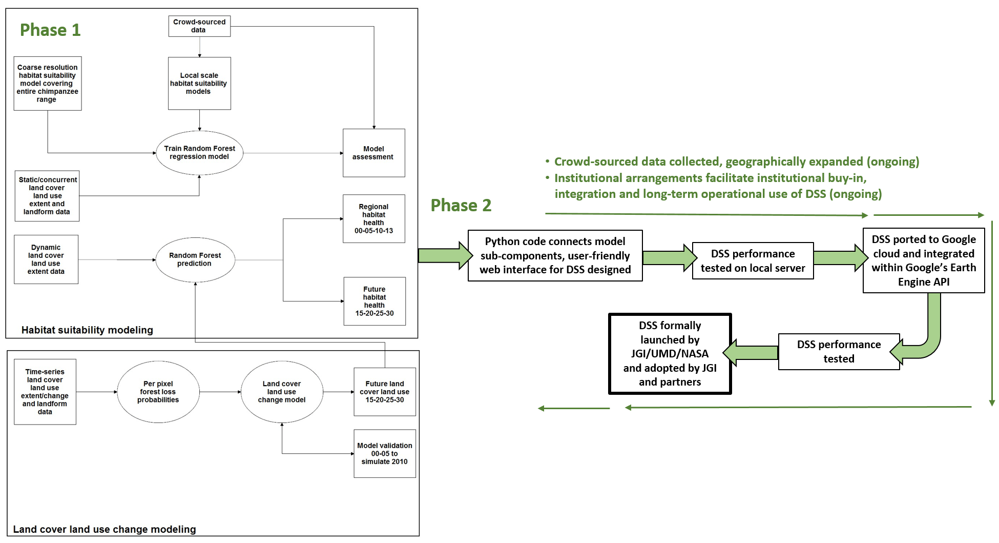 Phase 1
Crowd-sourced
data
Coarse resolution
habitat suitability
model covering
entire chimpanzee
range
Local scale
habitat suitability
models
Train Random Forest
regression model
Model
assessment
Static/concurrent
land cover
land use
extent and
landform data
Regional
habitat
health
00-05-10-13
Dynamic
land cover
land use
extent data
Random Forest
prediction
Future
habitat
health
15-20-25-30
Habitat suitability modeling
Time-series
land cover
land use
extent/change
and landform
data
Per pixel
forest loss
probabilities
Land cover
land use
change model
Future land
cover land use
15-20-25-30
Model validation
00-05 to
simulate 2010
Land cover land use change modeling
Phase 2
• Crowd-sourced data collected, geographically expanded (ongoing)
• Institutional arrangements facilitate institutional buy-in,
integration and long-term operational use of DSS (ongoing)
Python code connects model
sub-components, user-friendly
web interface for DSS designed
DSS performance
tested on local server
DSS ported to Google
cloud and integrated
within Google’s Earth
Engine API
DSS performance
tested
DSS formally
launched by
JGI/UMD/NASA
and adopted by JGI
and partners